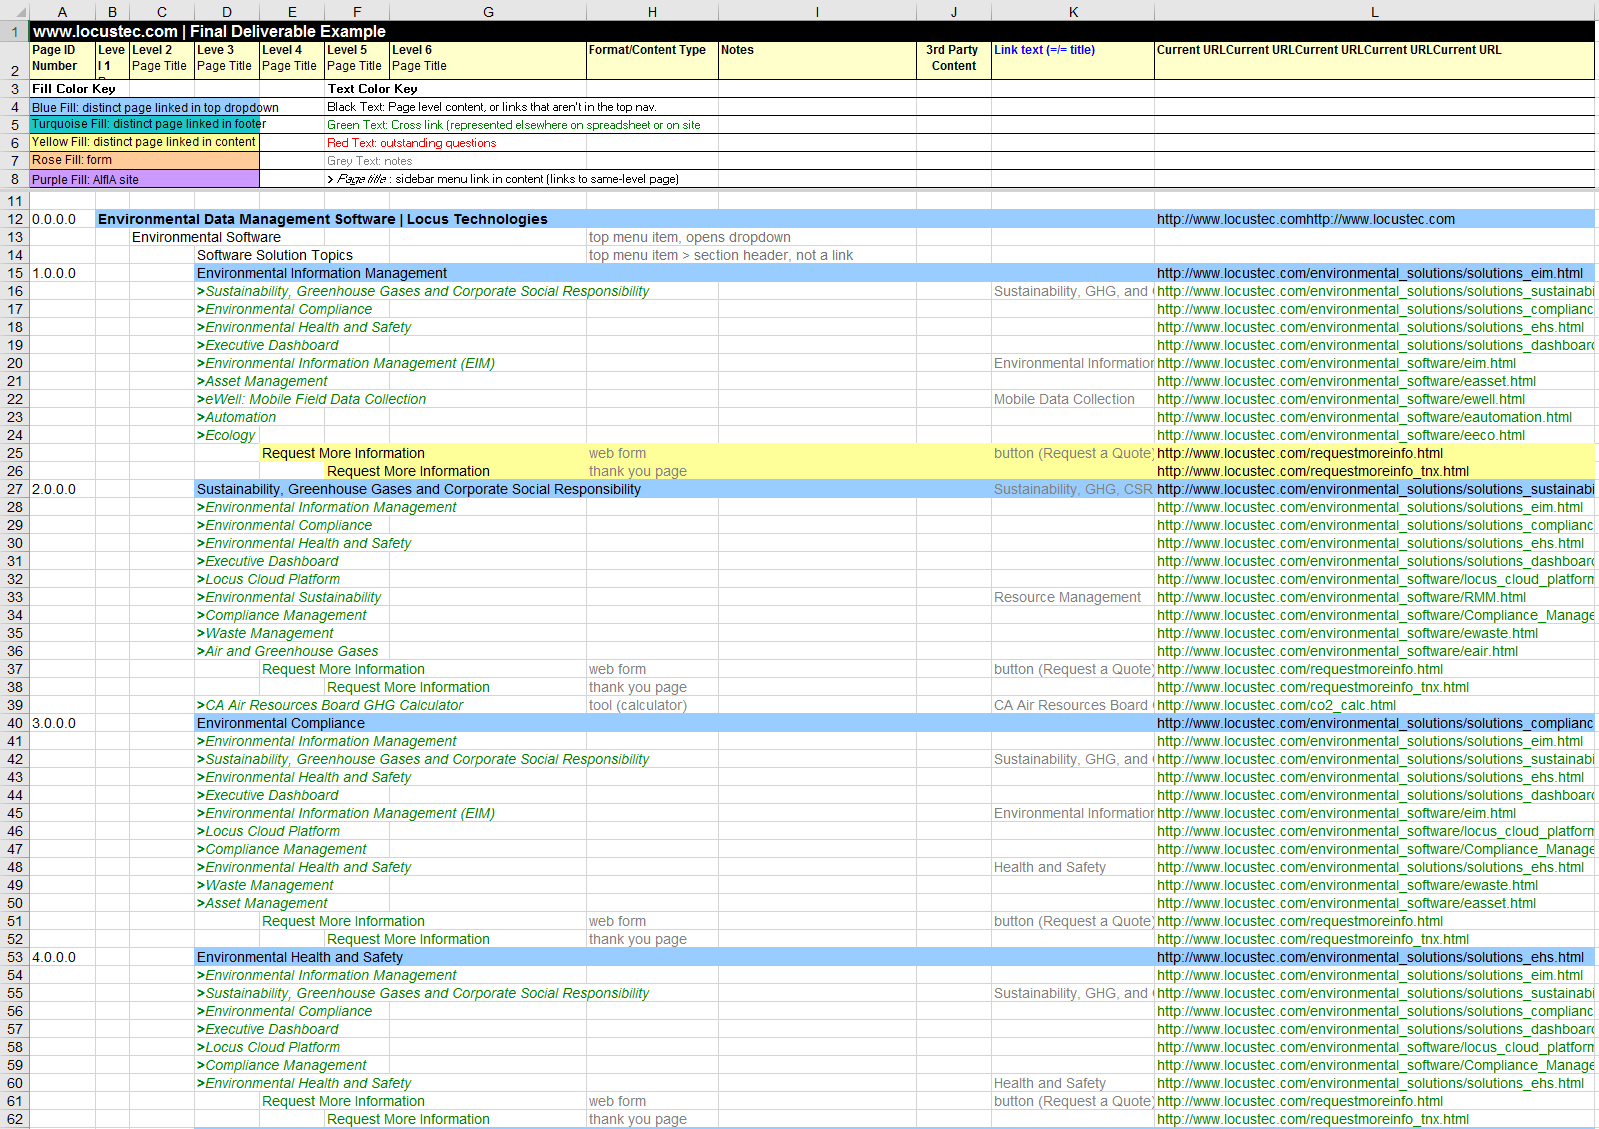 A B C D E F G H I J K L
1 www.locustec.com | Final Deliverable Example
2 Page ID Number Leve l 1 Level 2 Page Title Leve 3 Page Title Level 4 Page Title Level 5 Page Title Level 6 Page Title Format/Content Type Notes 3rd Party Content Link text (=/= title) Current URLCurrent URLCurrent URLCurrent URLCurrent URL
3 Fill Color Key Text Color Key
4 Blue Fill: distinct page linked in top dropdown Black Text: Page level content, or links that aren't in the top nav.
5 Turquoise Fill: distinct page linked in footer Green Text: Cross link (represented elsewhere on spreadsheet or on site
6 Yellow Fill: distinct page linked in content Red Text: outstanding questions
7 Rose Fill: form Grey Text: notes
8 Purple Fill: AlfIA site > Page title : sidebar menu link in content (links to same-level page)
11
12 0.0.0.0 Environmental Data Management Software | Locus Technologies http://www.locustec.comhttp://www.locustec.com
13 Environmental Software top menu item, opens dropdown
14 Software Solution Topics top menu item > section header, not a link
15 1.0.0.0 Environmental Information Management http://www.locustec.com/environmental_solutions/solutions_eim.html
16 >Sustainability, Greenhouse Gases and Corporate Social Responsibility Sustainability, GHG, and http://www.locustec.com/environmental_solutions/solutions_sustainabi
17 >Environmental Compliance http://www.locustec.com/environmental_solutions/solutions_complianc
18 >Environmental Health and Safety http://www.locustec.com/environmental_solutions/solutions_ehs.html
19 >Executive Dashboard http://www.locustec.com/environmental_solutions/solutions_dashboard
20 >Environmental Information Management (EIM) Environmental Information http://www.locustec.com/environmental_software/eim.html
21 >Asset Management http://www.locustec.com/environmental_software/easset.html
22 >eWell: Mobile Field Data Collection Mobile Data Collection http://www.locustec.com/environmental_software/ewell.html
23 >Automation http://www.locustec.com/environmental_software/eautomation.html
24 >Ecology http://www.locustec.com/environmental_software/eeco.html
25 Request More Information web form button (Request a Quote) http://www.locustec.com/requestmoreinfo.html
26 Request More Information thank you page http://www.locustec.com/requestmoreinfo_tnx.html
27 2.0.0.0 Sustainability, Greenhouse Gases and Corporate Social Responsibility Sustainability, GHG, CSR http://www.locustec.com/environmental_solutions/solutions_sustainabi
28 >Environmental Information Management http://www.locustec.com/environmental_solutions/solutions_eim.html
29 >Environmental Compliance http://www.locustec.com/environmental_solutions/solutions_complianc
30 >Environmental Health and Safety http://www.locustec.com/environmental_solutions/solutions_ehs.html
31 >Executive Dashboard http://www.locustec.com/environmental_solutions/solutions_dashboard
32 >Locus Cloud Platform http://www.locustec.com/environmental_software/locus_cloud_platform
33 >Environmental Sustainability Resource Management http://www.locustec.com/environmental_software/RMM.html
34 >Compliance Management http://www.locustec.com/environmental_software/Compliance_Manage
35 >Waste Management http://www.locustec.com/environmental_software/ewaste.html
36 >Air and Greenhouse Gases http://www.locustec.com/environmental_software/eair.html
37 Request More Information web form button (Request a Quote) http://www.locustec.com/requestmoreinfo.html
38 Request More Information thank you page http://www.locustec.com/requestmoreinfo_tnx.html
39 >CA Air Resources Board GHG Calculator tool (calculator) CA Air Resources Board http://www.locustec.com/co2_calc.html
40 3.0.0.0 Environmental Compliance http://www.locustec.com/environmental_solutions/solutions_complianc
41 >Environmental Information Management http://www.locustec.com/environmental_solutions/solutions_eim.html
42 >Sustainability, Greenhouse Gases and Corporate Social Responsibility Sustainability, GHG, and http://www.locustec.com/environmental_solutions/solutions_sustainabi
43 >Environmental Health and Safety http://www.locustec.com/environmental_solutions/solutions_ehs.html
44 >Executive Dashboard http://www.locustec.com/environmental_solutions/solutions_dashboard
45 >Environmental Information Management (EIM) Environmental Information http://www.locustec.com/environmental_software/eim.html
46 >Locus Cloud Platform http://www.locustec.com/environmental_software/locus_cloud_platform
47 >Compliance Management http://www.locustec.com/environmental_software/Compliance_Manage
48 >Environmental Health and Safety Health and Safety http://www.locustec.com/environmental_solutions/solutions_ehs.html
49 >Waste Management http://www.locustec.com/environmental_software/ewaste.html
50 >Asset Management http://www.locustec.com/environmental_software/easset.html
51 Request More Information web form button (Request a Quote) http://www.locustec.com/requestmoreinfo.html
52 Request More Information thank you page http://www.locustec.com/requestmoreinfo_tnx.html
53 4.0.0.0 Environmental Health and Safety http://www.locustec.com/environmental_solutions/solutions_ehs.html
54 >Environmental Information Management http://www.locustec.com/environmental_solutions/solutions_eim.html
55 >Sustainability, Greenhouse Gases and Corporate Social Responsibility Sustainability, GHG, and http://www.locustec.com/environmental_solutions/solutions_sustainabi
56 >Environmental Compliance http://www.locustec.com/environmental_solutions/solutions_complianc
57 >Executive Dashboard http://www.locustec.com/environmental_solutions/solutions_dashboard
58 >Locus Cloud Platform http://www.locustec.com/environmental_software/locus_cloud_platform
59 >Compliance Management http://www.locustec.com/environmental_software/Compliance_Manage
60 >Environmental Health and Safety Health and Safety http://www.locustec.com/environmental_solutions/solutions_ehs.html
61 Request More Information web form button (Request a Quote) http://www.locustec.com/requestmoreinfo.html
62 Request More Information thank you page http://www.locustec.com/requestmoreinfo_tnx.html